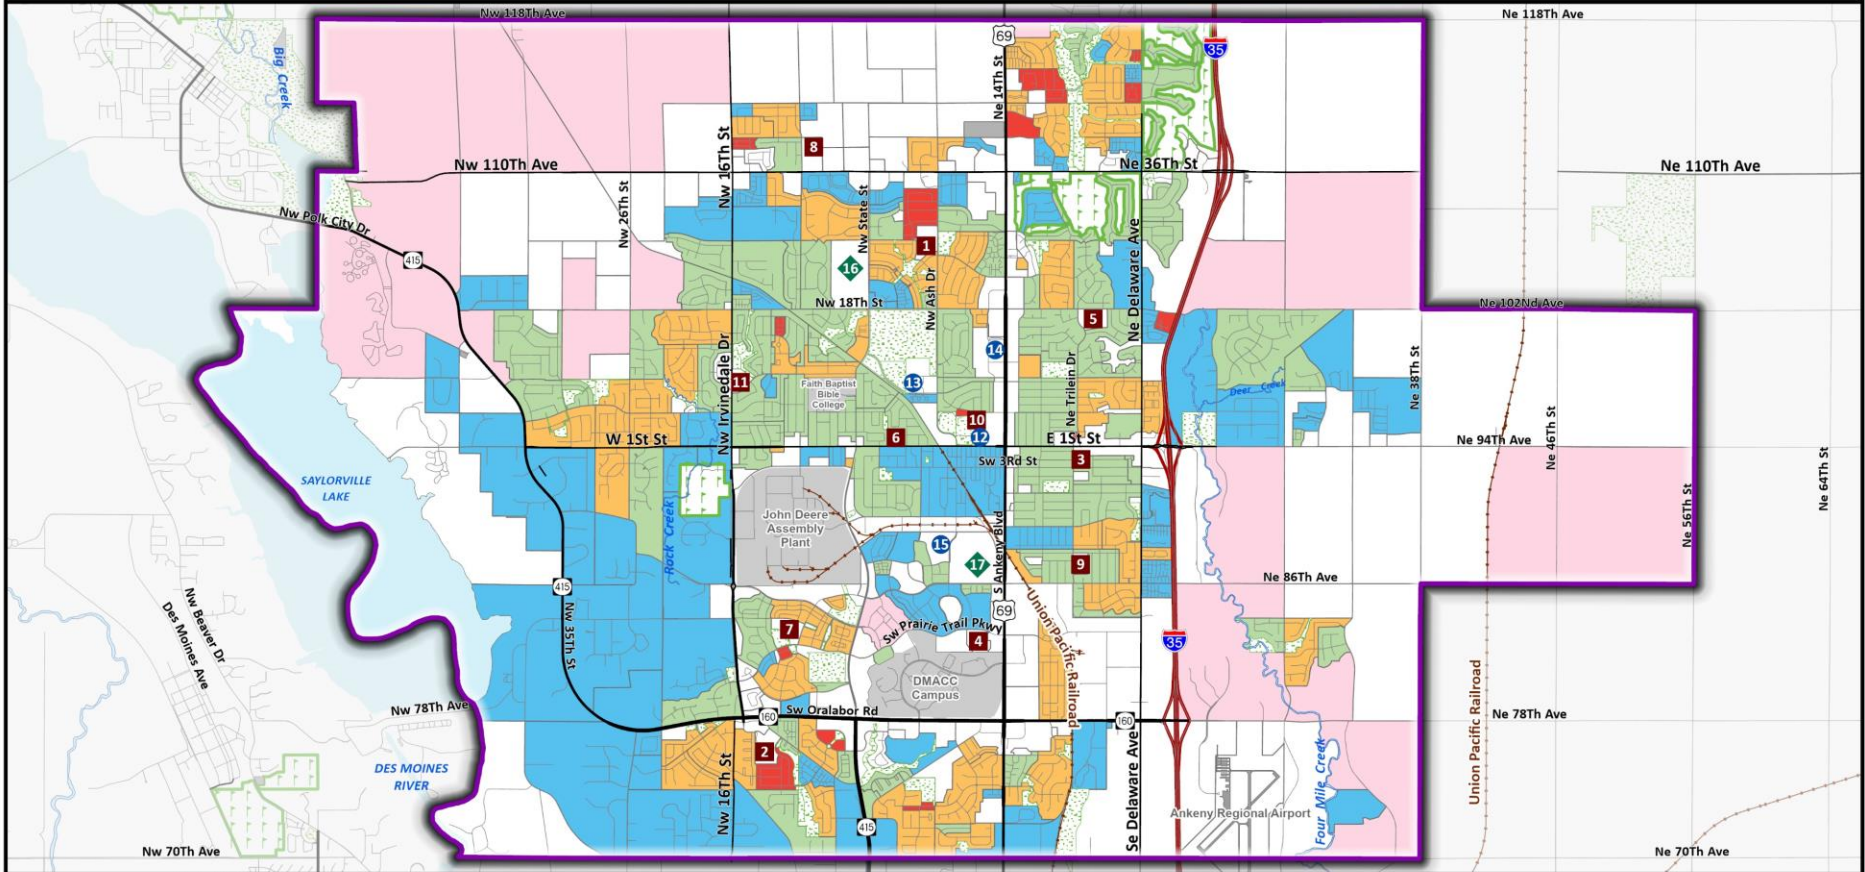 Nw 118Th Ave
Ne 118Th Ave
69
35
Big Creek
Ne 14Th St
8
Nw 16Th St
Nw 110Th Ave
Ne 36Th St
Ne 110Th Ave
Nw 26Th St
Nw State St
Nw Polk City Dr
415
1
16
Nw Ash Dr
Ne Delaware Ave
Nw 18Th St
Ne 102Nd Ave
5
14
Nw Irvinedale Dr
11
Faith Baptist
Bible
College
13
Ne Trilein Dr
Deer Creek
Ne 38Th St
10
6
12
W 1St St
E 1St St
Ne 94Th Ave
Ne 46Th St
Sw 3Rd St
3
SAYLORVILLE
LAKE
Ne 64Th St
Rock Creek
John Deere
Assembly
Plant
S Ankeny Blvd
Ne 56Th St
15
17
9
415
Ne 86Th Ave
Nw Beaver Dr
Des Moines Ave
Nw 35Th St
69
7
Sw Prairie Trail Pkwy
4
Union Pacific Railroad
35
DMACC
Campus
Union Pacific Railroad
Nw 78Th Ave
Sw Oralabor Rd
160
160
Ne 78Th Ave
2
DES MOINES
RIVER
Nw 16Th St
Se Delaware Ave
Four Mile Creek
Ankeny Regional Airport
415
Nw 70Th Ave
Ne 70Th Ave